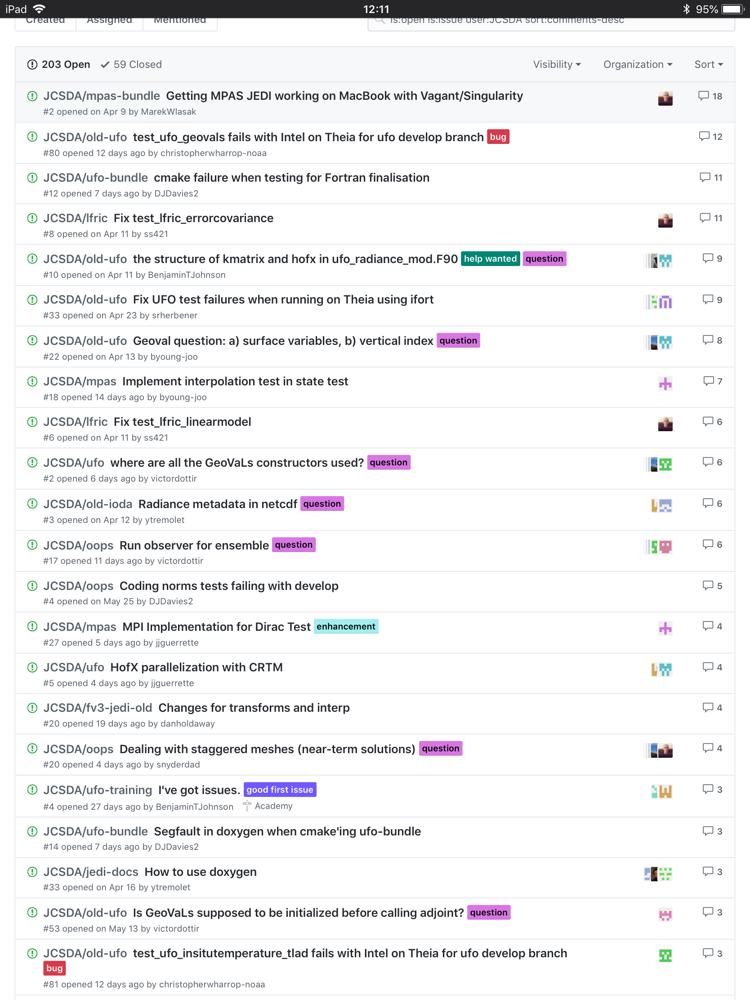 iPad 12:11 95%
Created Assigned Mentioned is:open is:issue user:JCSDA sort:comments-desc
203 Open 59 Closed Visibility Organization Sort
JCSDA/mpas-bundle Getting MPAS JEDI working on MacBook with Vagant/Singularity 18
#2 opened on Apr 9 by MarekWlasak
JCSDA/old-ufo test_ufo_geovals fails with Intel on Theia for ufo develop branch bug 12
#80 opened 12 days ago by christopherwharrop-noaa
JCSDA/ufo-bundle cmake failure when testing for Fortran finalisation 11
#12 opened 7 days ago by DJDavies2
JCSDA/lfric Fix test_lfric_errorcovariance 11
#8 opened on Apr 11 by ss421
JCSDA/old-ufo the structure of kmatrix and hofx in ufo_radiance_mod.F90 help wanted question 9
#10 opened on Apr 11 by BenjaminTJohnson
JCSDA/old-ufo Fix UFO test failures when running on Theia using ifort 9
#33 opened on Apr 23 by srherbener
JCSDA/old-ufo Geoval question: a) surface variables, b) vertical index question 8
#22 opened on Apr 13 by byoung-joo
JCSDA/mpas Implement interpolation test in state test 7
#18 opened 14 days ago by byoung-joo
JCSDA/lfric Fix test_lfric_linearmodel 6
#6 opened on Apr 11 by ss421
JCSDA/ufo where are all the GeoVaLs constructors used? question 6
#2 opened 6 days ago by victordottir
JCSDA/old-ioda Radiance metadata in netcdf question 6
#3 opened on Apr 12 by ytremolet
JCSDA/oops Run observer for ensemble question 6
#17 opened 11 days ago by victordottir
JCSDA/oops Coding norms tests failing with develop 5
#4 opened on May 25 by DJDavies2
JCSDA/mpas MPI Implementation for Dirac Test enhancement 4
#27 opened 5 days ago by jjguerrette
JCSDA/ufo HofX parallelization with CRTM 4
#5 opened 4 days ago by jjguerrette
JCSDA/fv3-jedi-old Changes for transforms and interp 4
#20 opened 19 days ago by danholdaway
JCSDA/oops Dealing with staggered meshes (near-term solutions) question 4
#20 opened 4 days ago by snyderdad
JCSDA/ufo-training I've got issues. good first issue 3
#4 opened 27 days ago by BenjaminTJohnson Academy
JCSDA/ufo-bundle Segfault in doxygen when cmake'ing ufo-bundle 3
#14 opened 7 days ago by DJDavies2
JCSDA/jedi-docs How to use doxygen 3
#33 opened on Apr 16 by ytremolet
JCSDA/old-ufo Is GeoVaLs supposed to be initialized before calling adjoint? question 3
#53 opened on May 13 by victordottir
JCSDA/old-ufo test_ufo_insitutemperature_tlad fails with Intel on Theia for ufo develop branch 3
bug
#81 opened 12 days ago by christopherwharrop-noaa